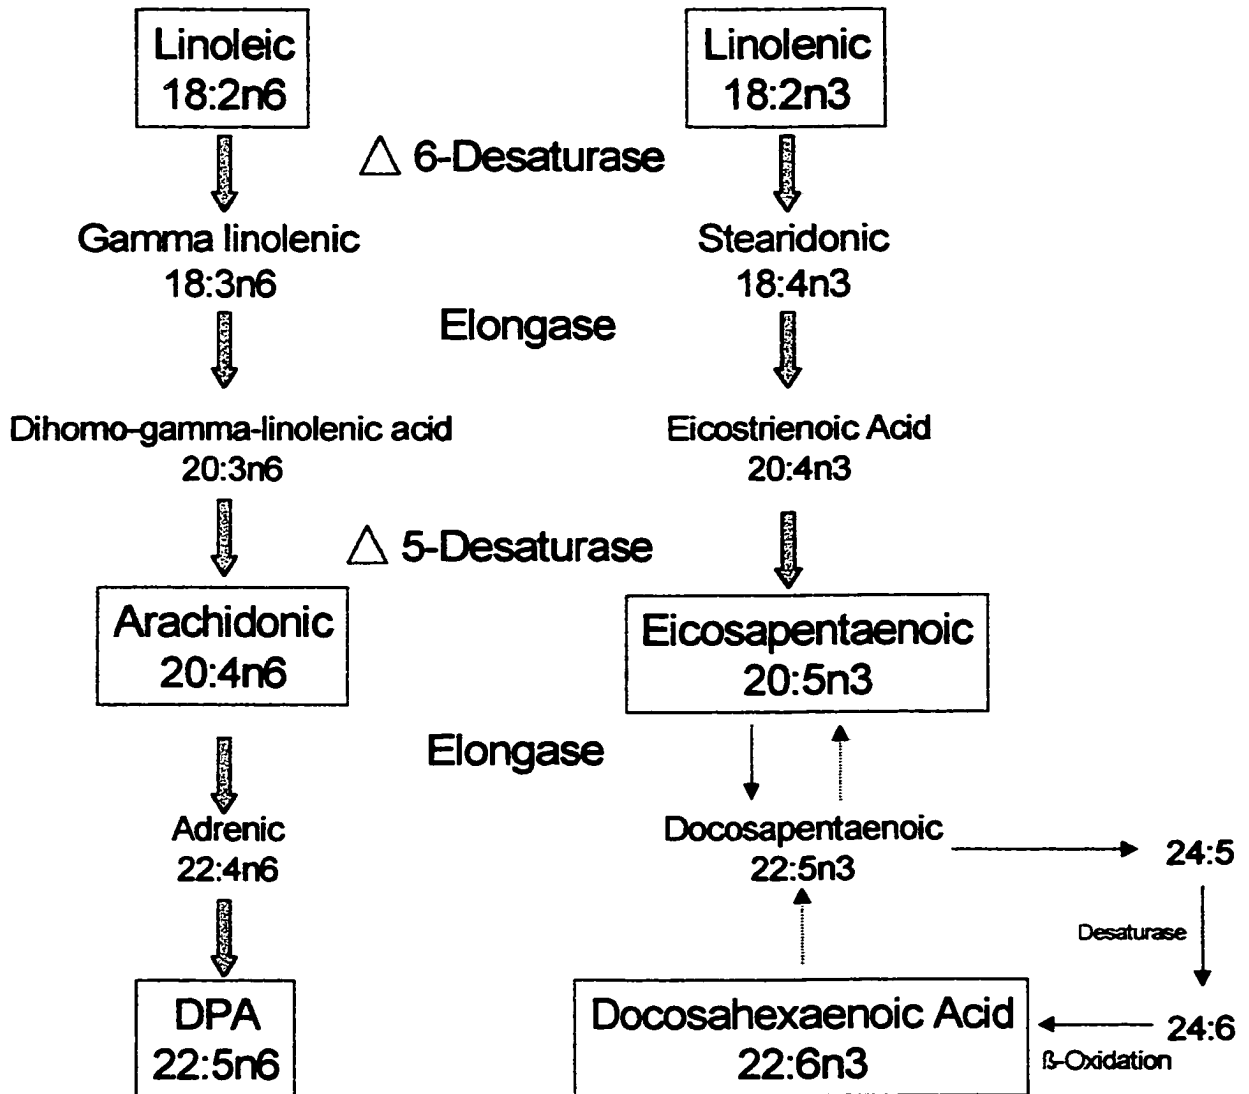 Linoleic
18:2n6
Linolenic
18:2n3
△ 6-Desaturase
Gamma linolenic
18:3n6
Stearidonic
18:4n3
Elongase
Dihomo-gamma-linolenic acid
20:3n6
Eicostrienoic Acid
20:4n3
△ 5-Desaturase
Arachidonic
20:4n6
Eicosapentaenoic
20:5n3
Elongase
Adrenic
22:4n6
Docosapentaenoic
22:5n3
24:5
Desaturase
DPA
22:5n6
Docosahexaenoic Acid
22:6n3
24:6
ß-Oxidation